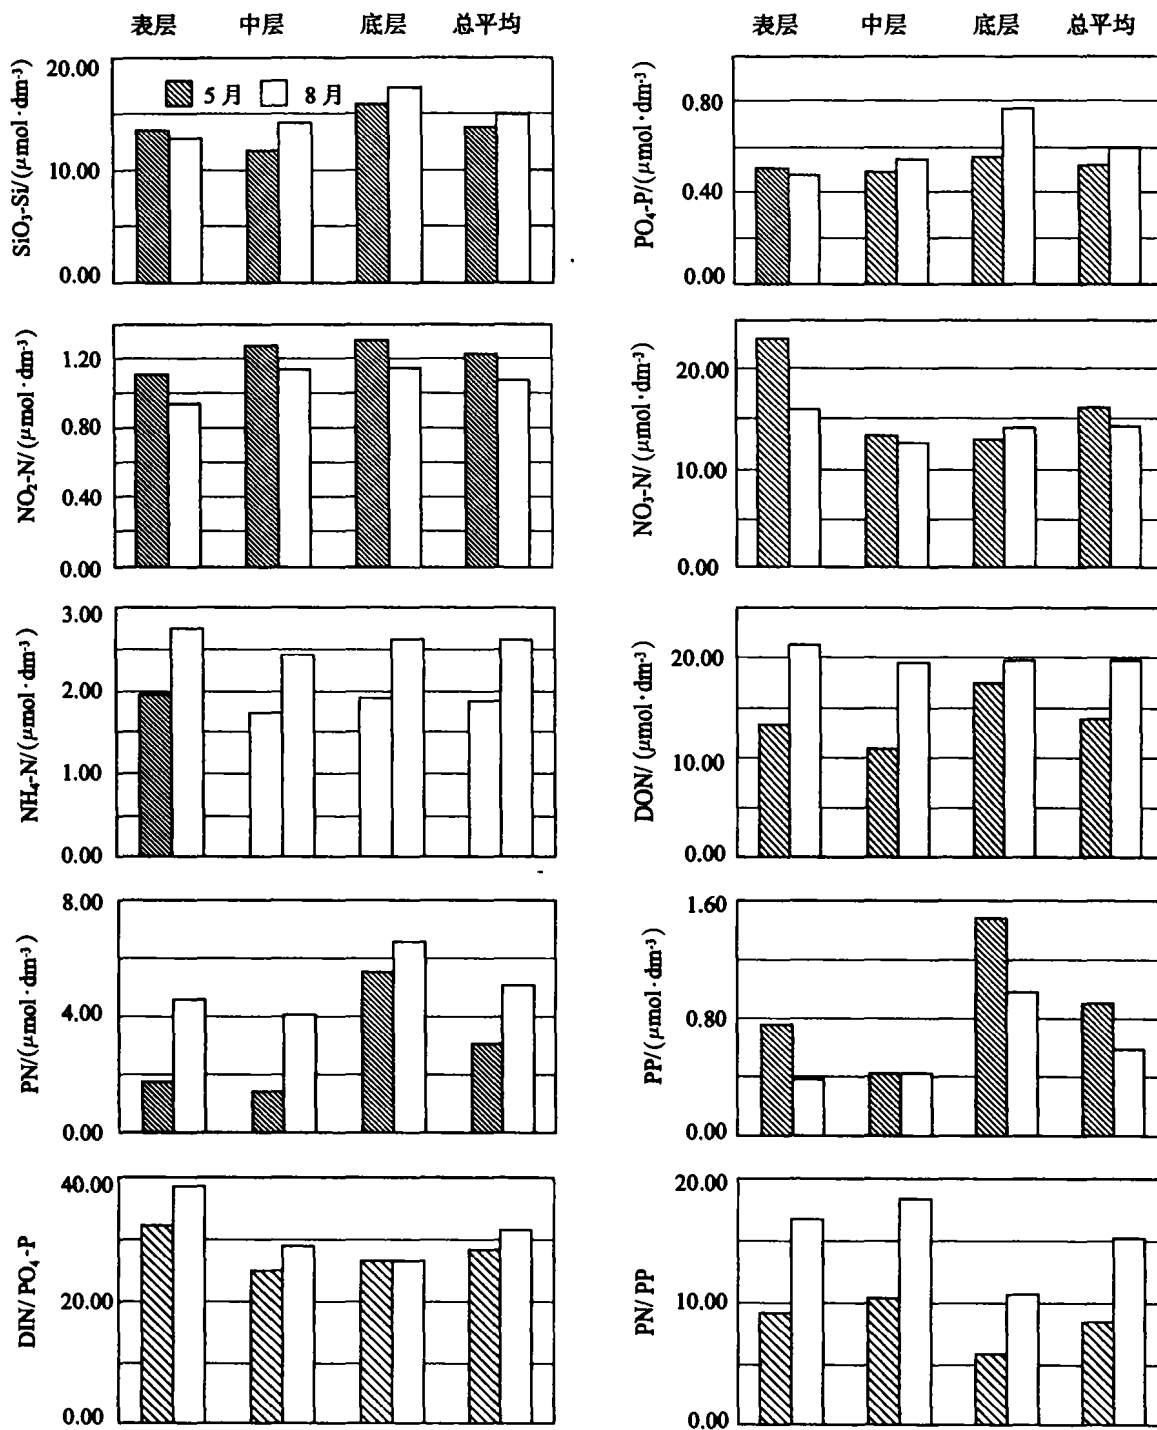 表层 中层 底层 总平均 表层 中层 底层 总平均
20.00
10.00
0.00
SiO₃-Si/(μmol·dm⁻³)
5月 8月
0.80
0.40
0.00
PO₄-P/(μmol·dm⁻³)
1.20
0.80
0.40
0.00
NO₂-N/(μmol·dm⁻³)
20.00
10.00
0.00
NO₃-N/(μmol·dm⁻³)
3.00
2.00
1.00
0.00
NH₄-N/(μmol·dm⁻³)
20.00
10.00
0.00
DON/(μmol·dm⁻³)
8.00
4.00
0.00
PN/(μmol·dm⁻³)
1.60
0.80
0.00
PP/(μmol·dm⁻³)
40.00
20.00
0.00
DIN/PO₄-P
20.00
10.00
0.00
PN/PP